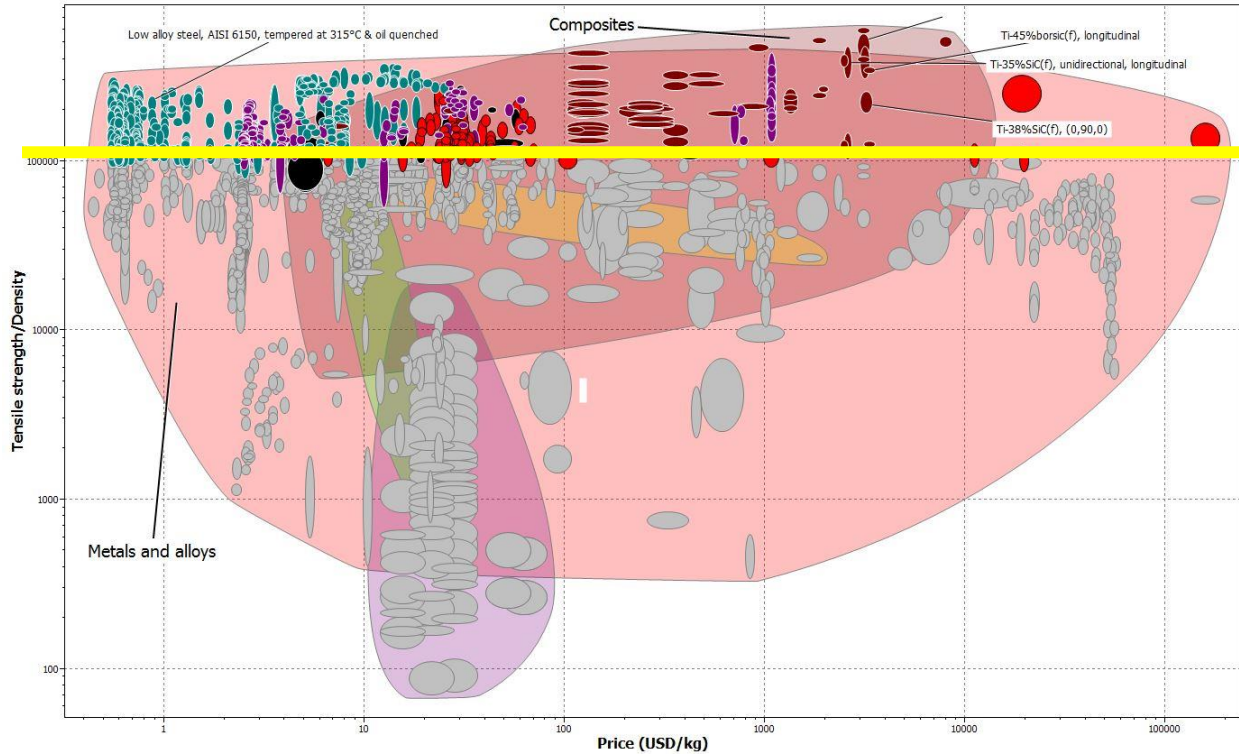 Composites
Low alloy steel, AISI 6150, tempered at 315°C & oil quenched
Ti-45%borsic(f), longitudinal
Ti-35%SiC(f), unidirectional, longitudinal
Ti-38%SiC(f), (0,90,0)
100000
10000
Tensile strength/Density
1000
Metals and alloys
100
1
10
100
1000
10000
100000
Price (USD/kg)